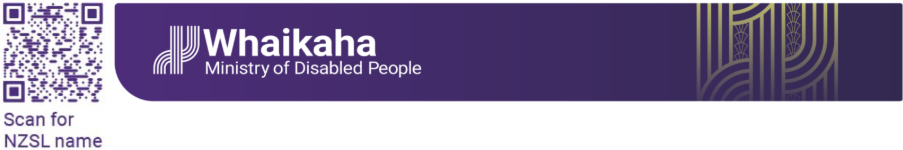 Whaikaha
Ministry of Disabled People
Scan for
NZSL name